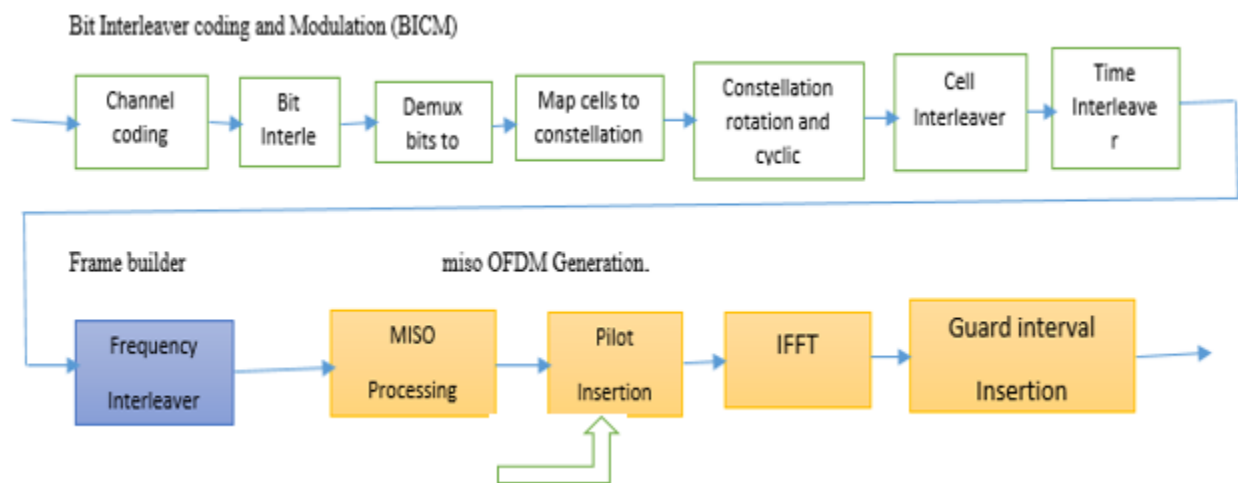 Bit Interleaver coding and Modulation (BICM)
Channel
coding
Bit
Interle
Demux
bits to
Map cells to
constellation
Constellation
rotation and
cyclic
Cell
Interleaver
Time
Interleave
r
Frame builder
miso OFDM Generation.
Frequency
Interleaver
MISO
Processing
Pilot
Insertion
IFFT
Guard interval
Insertion